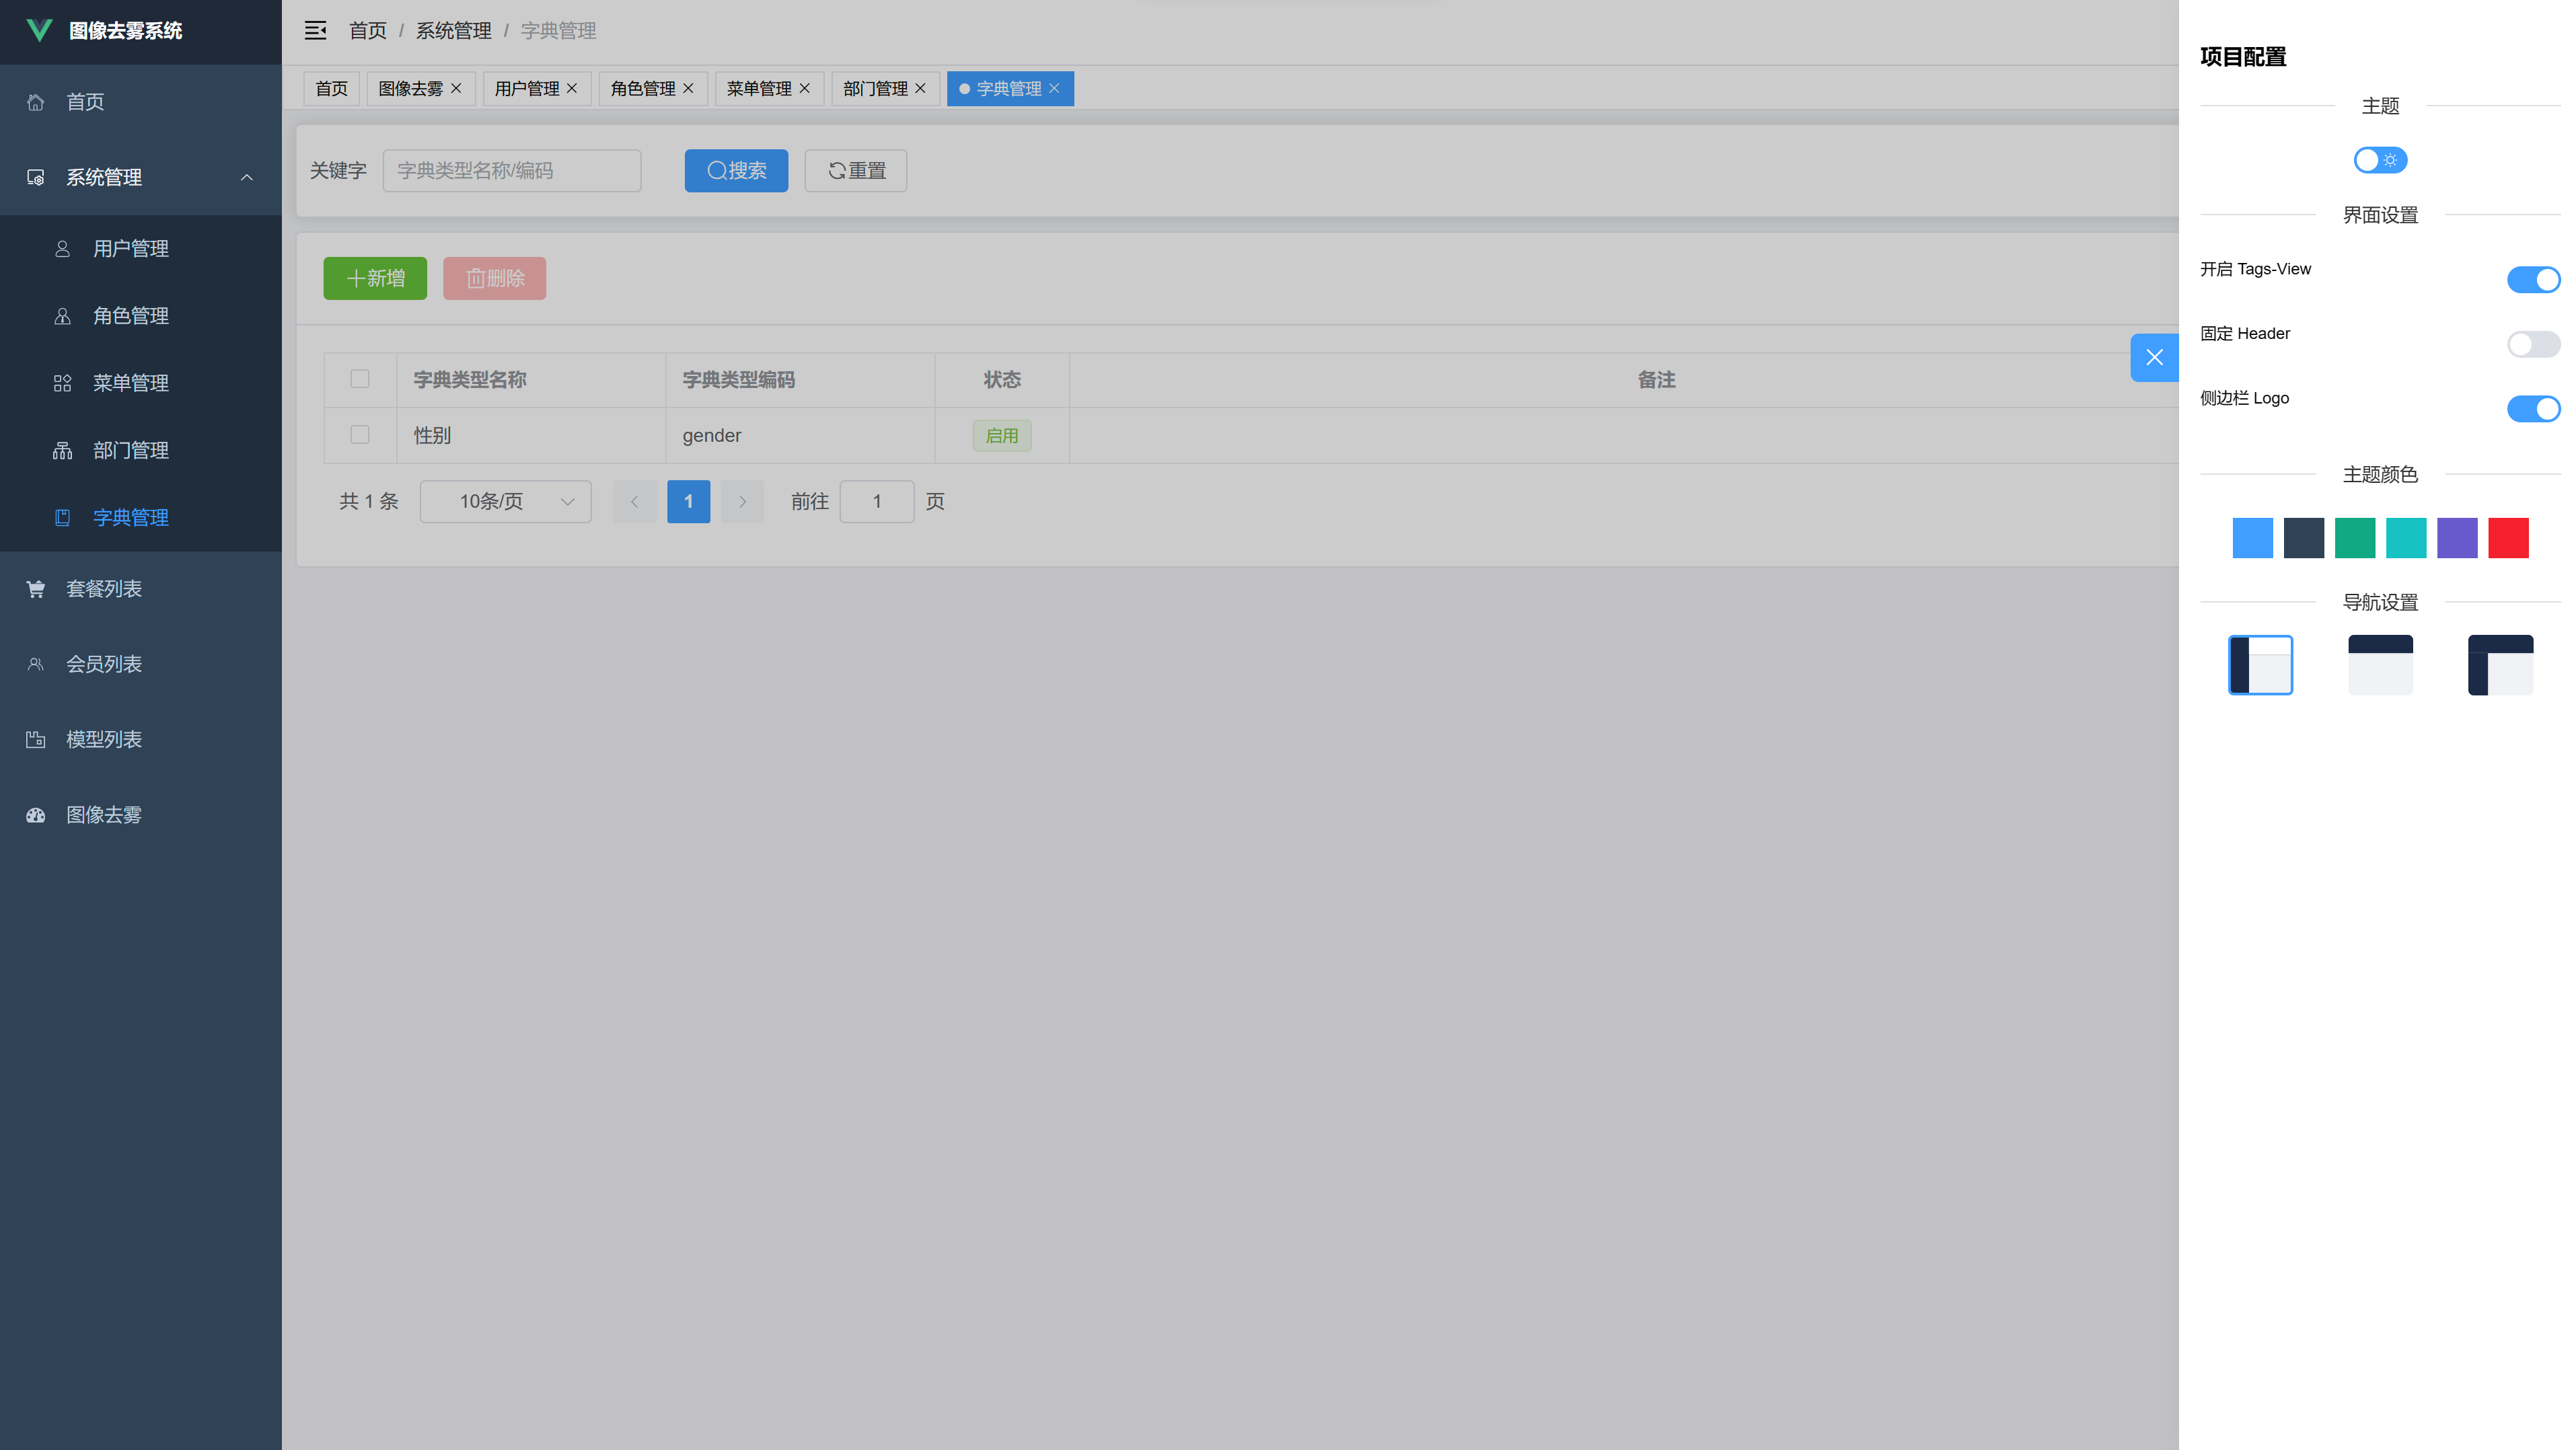 图像去雾系统
首页
系统管理
用户管理
角色管理
菜单管理
部门管理
字典管理
套餐列表
会员列表
模型列表
图像去雾
首页 / 系统管理 / 字典管理
首页 图像去雾 用户管理 角色管理 菜单管理 部门管理 字典管理
关键字 字典类型名称/编码 搜索 重置
新增 删除
字典类型名称 字典类型编码 状态 备注
性别 gender 启用
共 1 条 10条/页 1 前往 1 页
项目配置
主题
界面设置
开启 Tags-View
固定 Header
侧边栏 Logo
主题颜色
导航设置